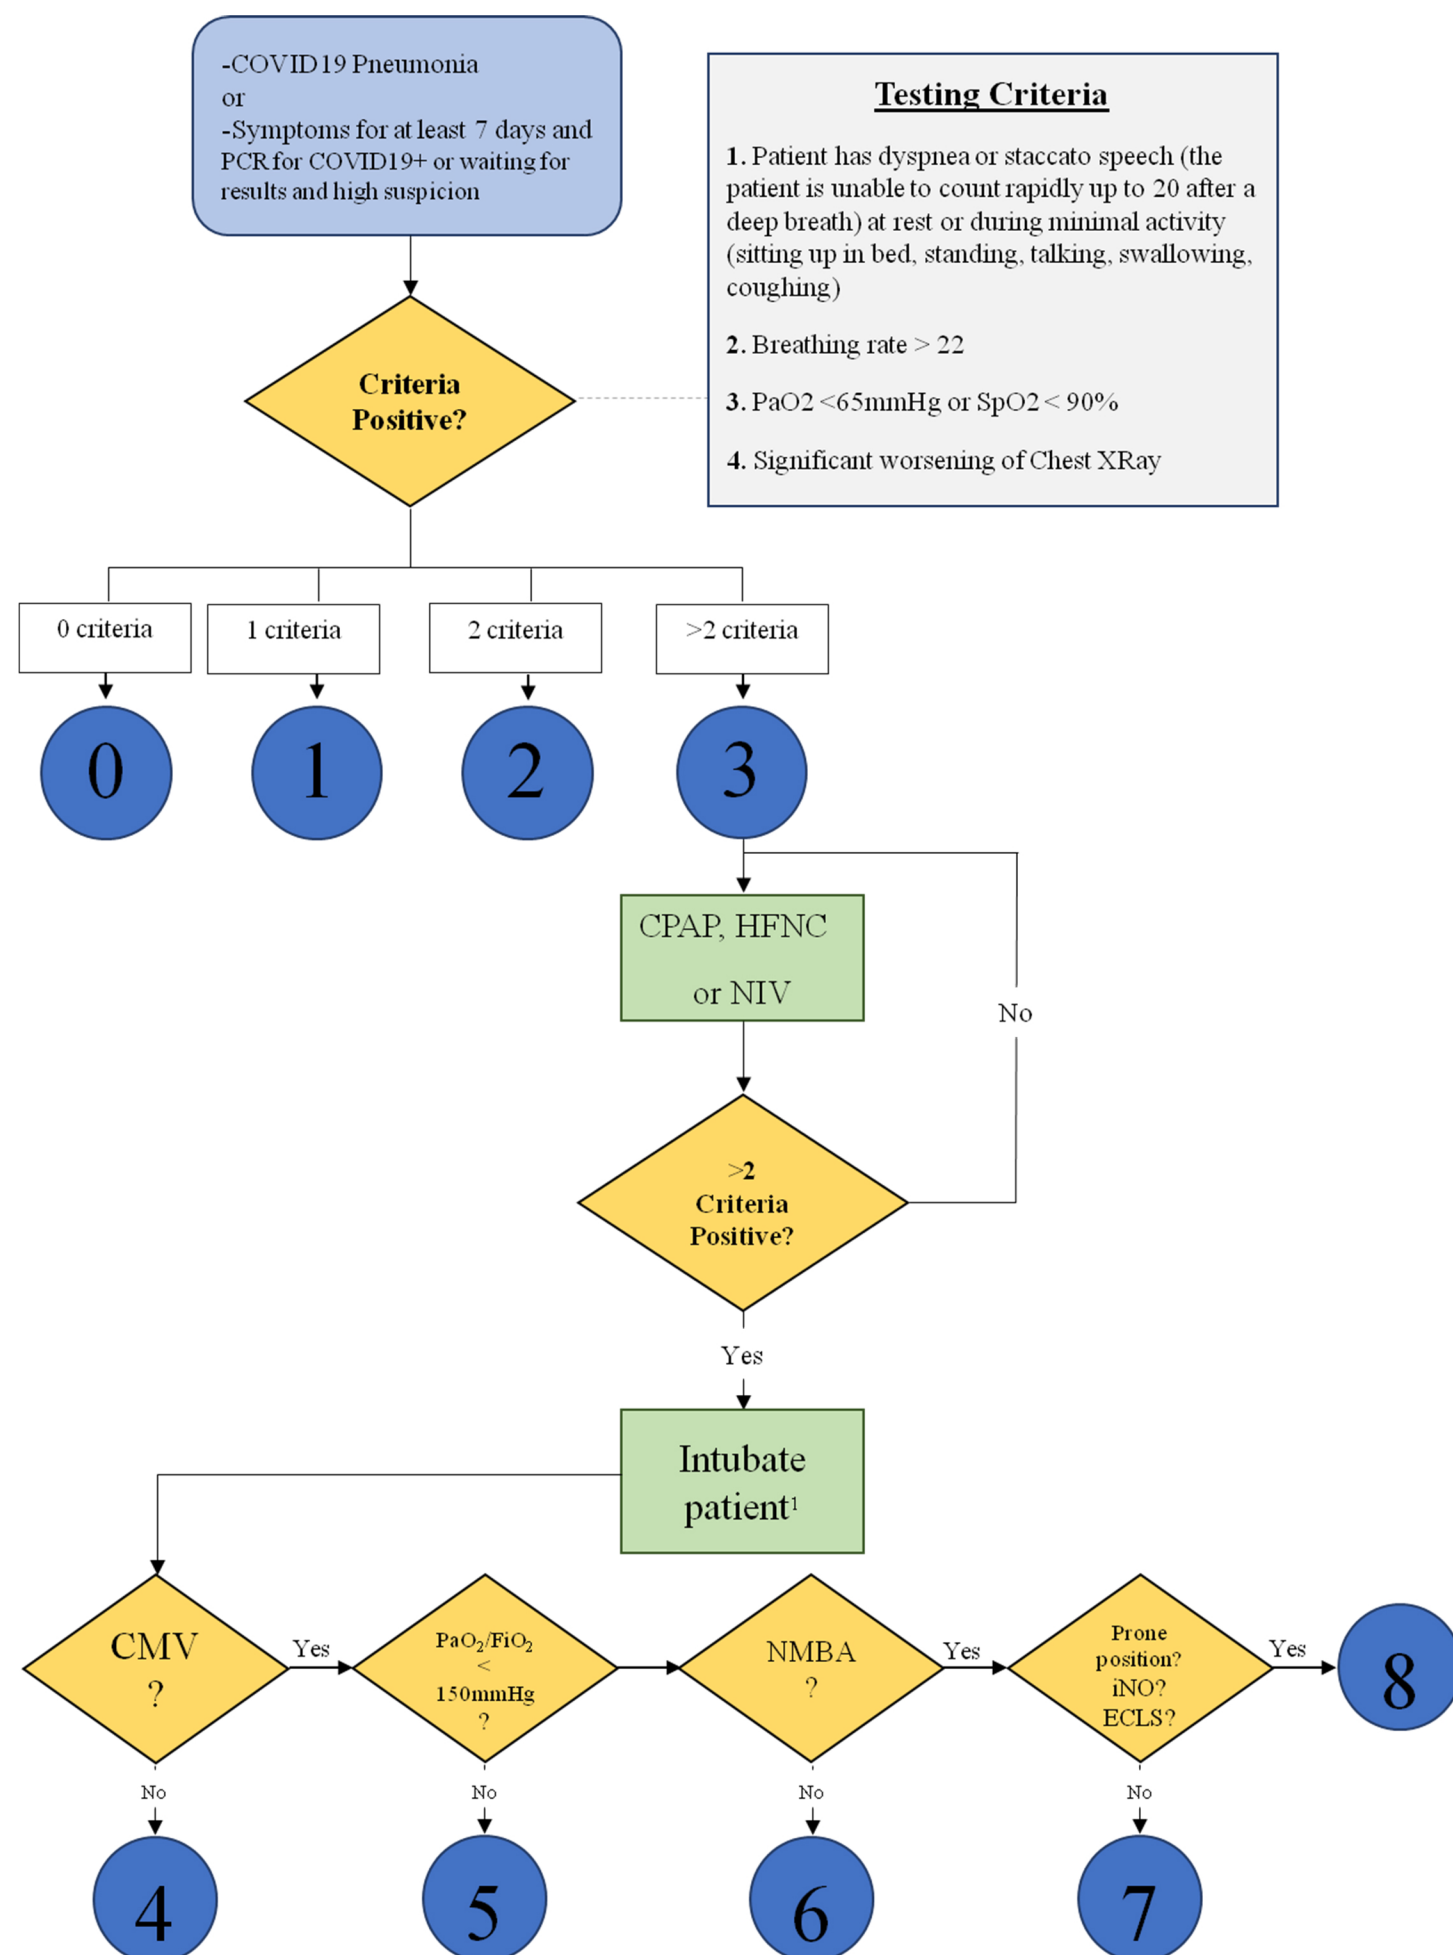 -COVID19 Pneumonia
or
-Symptoms for at least 7 days and
PCR for COVID19+ or waiting for
results and high suspicion
Testing Criteria
1. Patient has dyspnea or staccato speech (the
patient is unable to count rapidly up to 20 after a
deep breath) at rest or during minimal activity
(sitting up in bed, standing, talking, swallowing,
coughing)
2. Breathing rate > 22
3. PaO2 <65mmHg or SpO2 < 90%
4. Significant worsening of Chest XRay
Criteria
Positive?
0 criteria
1 criteria
2 criteria
>2 criteria
0
1
2
3
CPAP, HFNC
or NIV
No
>2
Criteria
Positive?
Yes
Intubate
patient¹
CMV
?
Yes
PaO₂/FiO₂
<
150mmHg
?
NMBA
?
Yes
Prone
position?
iNO?
ECLS?
Yes
8
No
No
No
No
4
5
6
7